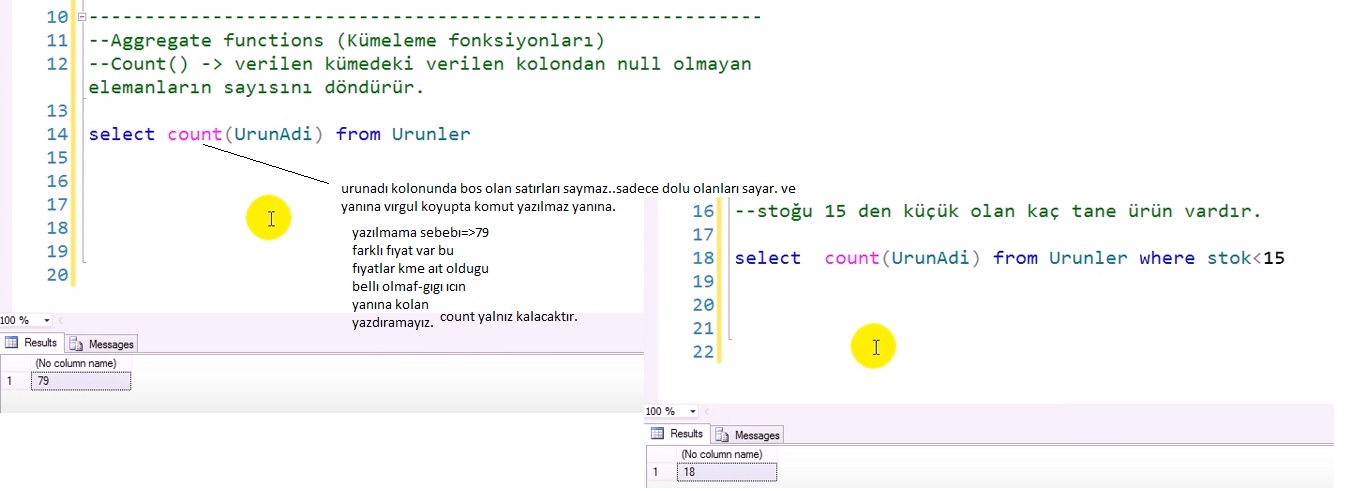 10 ----------------------------------------------------------
11 --Aggregate functions (Kümeleme fonksiyonları)
12 --Count() -> verilen kümedeki verilen kolondan null olmayan
elemanların sayısını döndürür.
13
14 select count(UrunAdi) from Urunler
15
16
17
18
19
20
urunadı kolonunda bos olan satırları saymaz..sadece dolu olanları sayar. ve
yanına vırgul koyupta komut yazılmaz yanına.
yazılmama sebebı=>79
farklı fıyat var bu
fıyatlar kme aıt oldugu
bellı olmaf-gıgı ıcın
yanına kolan
yazdıramayız.
count yalnız kalacaktır.
100 %
Results Messages
(No column name)
1 79
16 --stoğu 15 den küçük olan kaç tane ürün vardır.
17
18 select count(UrunAdi) from Urunler where stok<15
19
20
21
22
100 %
Results Messages
(No column name)
1 18